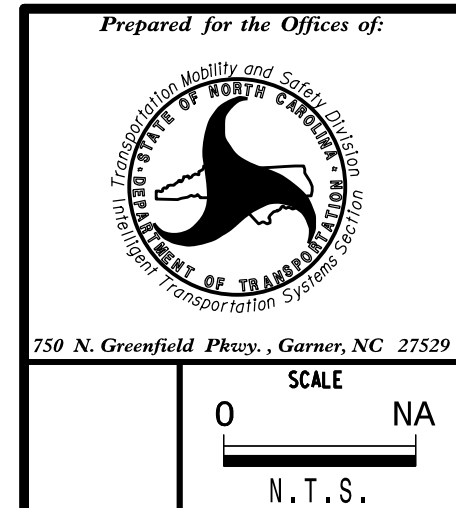 Prepared for the Offices of:
Transportation Mobility and Safety Division
STATE OF NORTH CAROLINA
DEPARTMENT OF TRANSPORTATION
Intelligent Transportation Systems Section
750 N. Greenfield Pkwy., Garner, NC 27529
SCALE
0 NA
N.T.S.